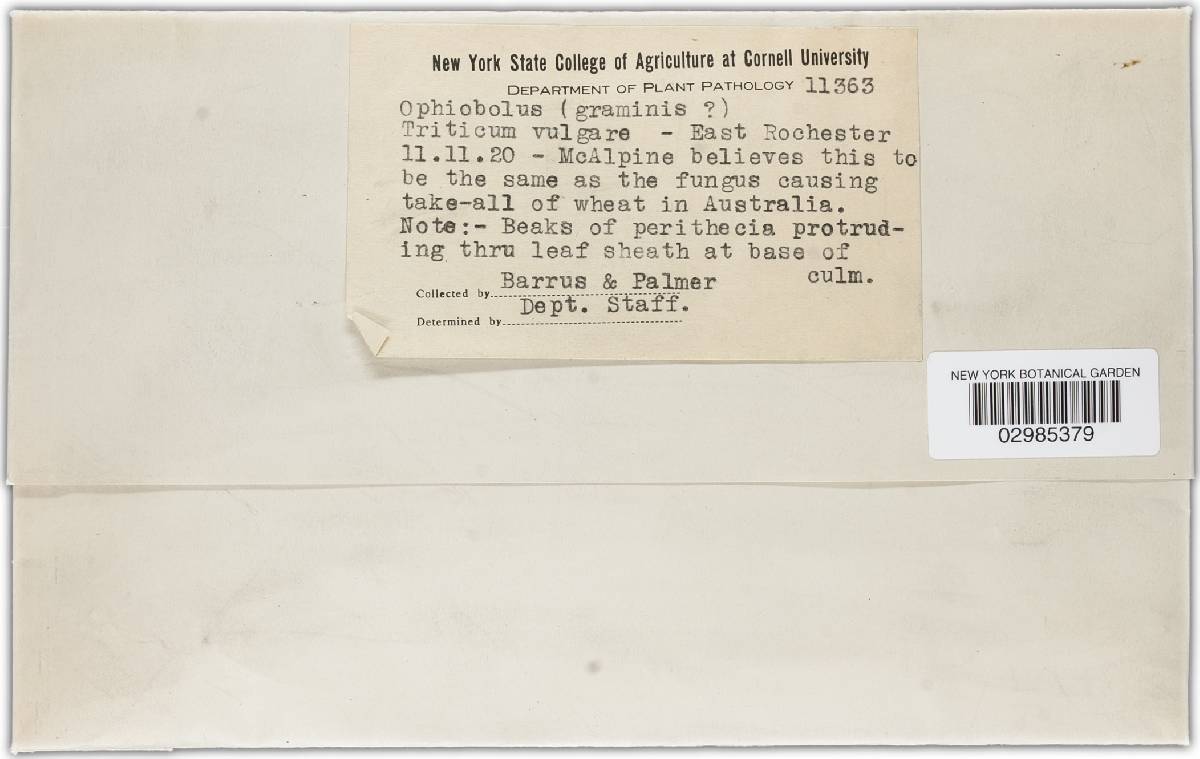 New York State College of Agriculture at Cornell University
DEPARTMENT OF PLANT PATHOLOGY 11363
Ophiobolus (graminis ?)
Triticum vulgare - East Rochester
11.11.20 - McAlpine believes this to
be the same as the fungus causing
take-all of wheat in Australia.
Note:- Beaks of perithecia protrud-
ing thru leaf sheath at base of
culm.
Collected by Barrus & Palmer
Determined by Dept. Staff.
NEW YORK BOTANICAL GARDEN
02985379